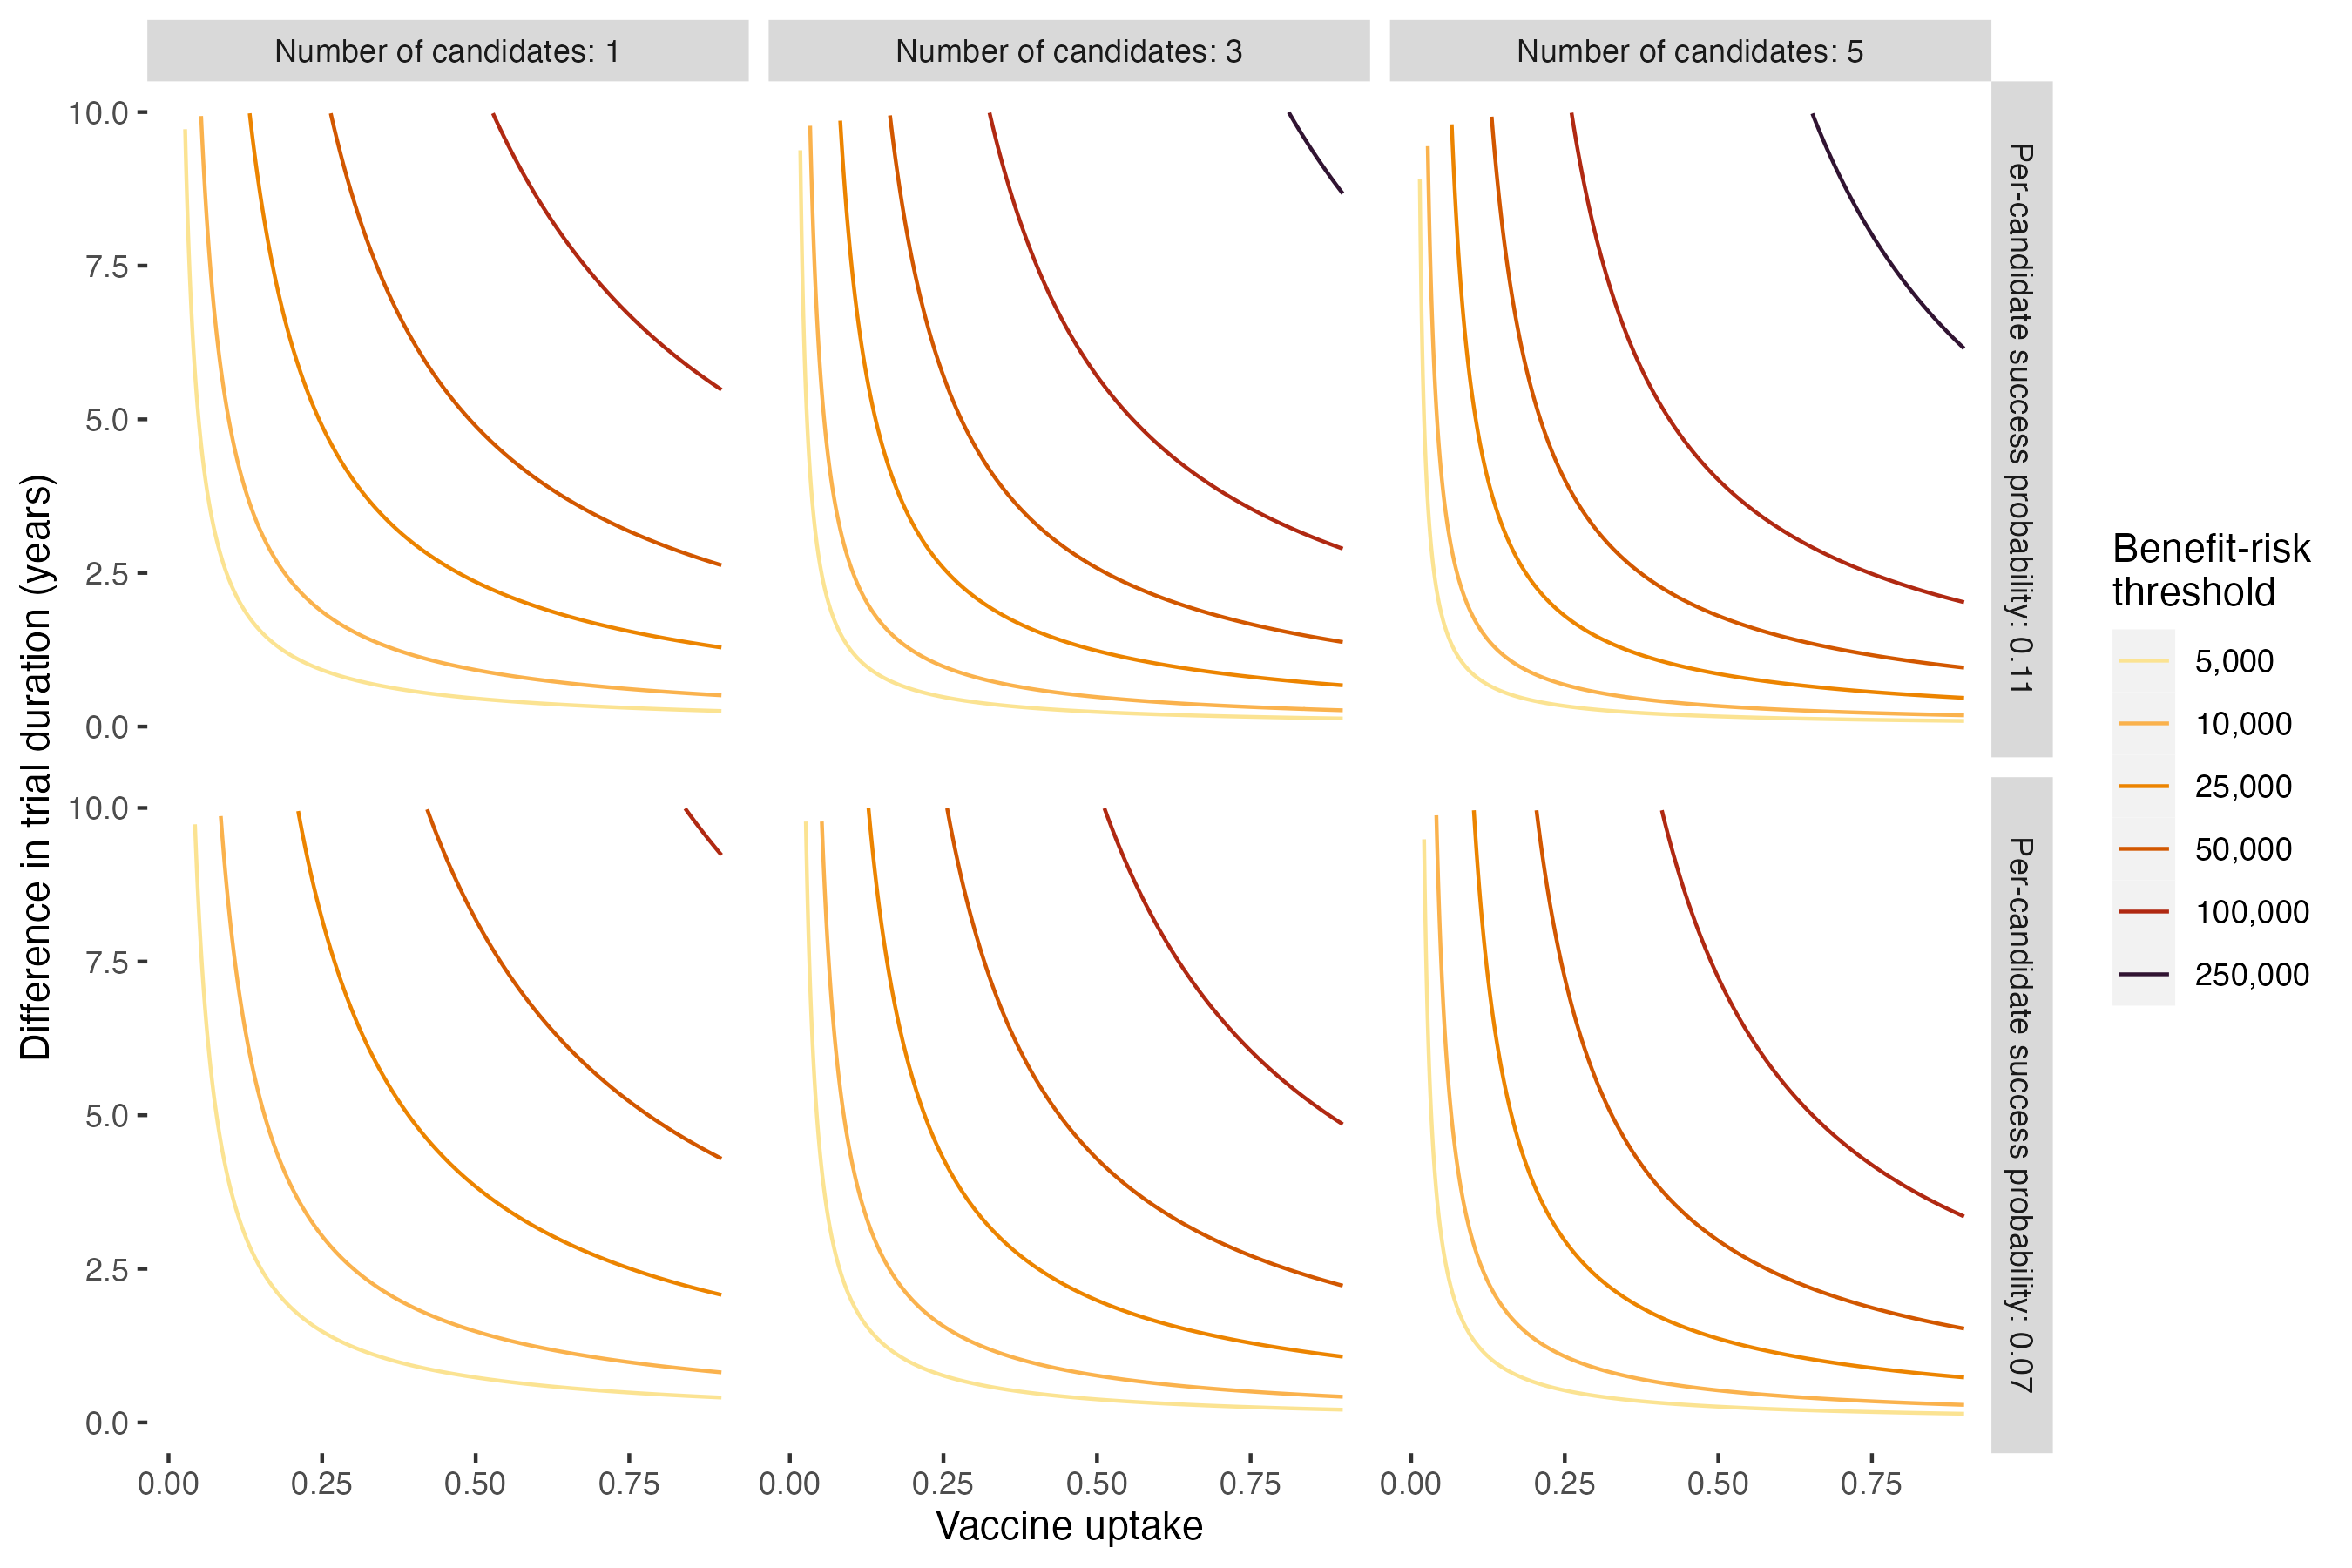 Number of candidates: 1
Number of candidates: 3
Number of candidates: 5
10.0
7.5
5.0
2.5
0.0
Per-candidate success probability: 0.11
10.0
7.5
5.0
2.5
0.0
Per-candidate success probability: 0.07
0.00 0.25 0.50 0.75
0.00 0.25 0.50 0.75
0.00 0.25 0.50 0.75
Vaccine uptake
Difference in trial duration (years)
Benefit-risk
threshold
5,000
10,000
25,000
50,000
100,000
250,000